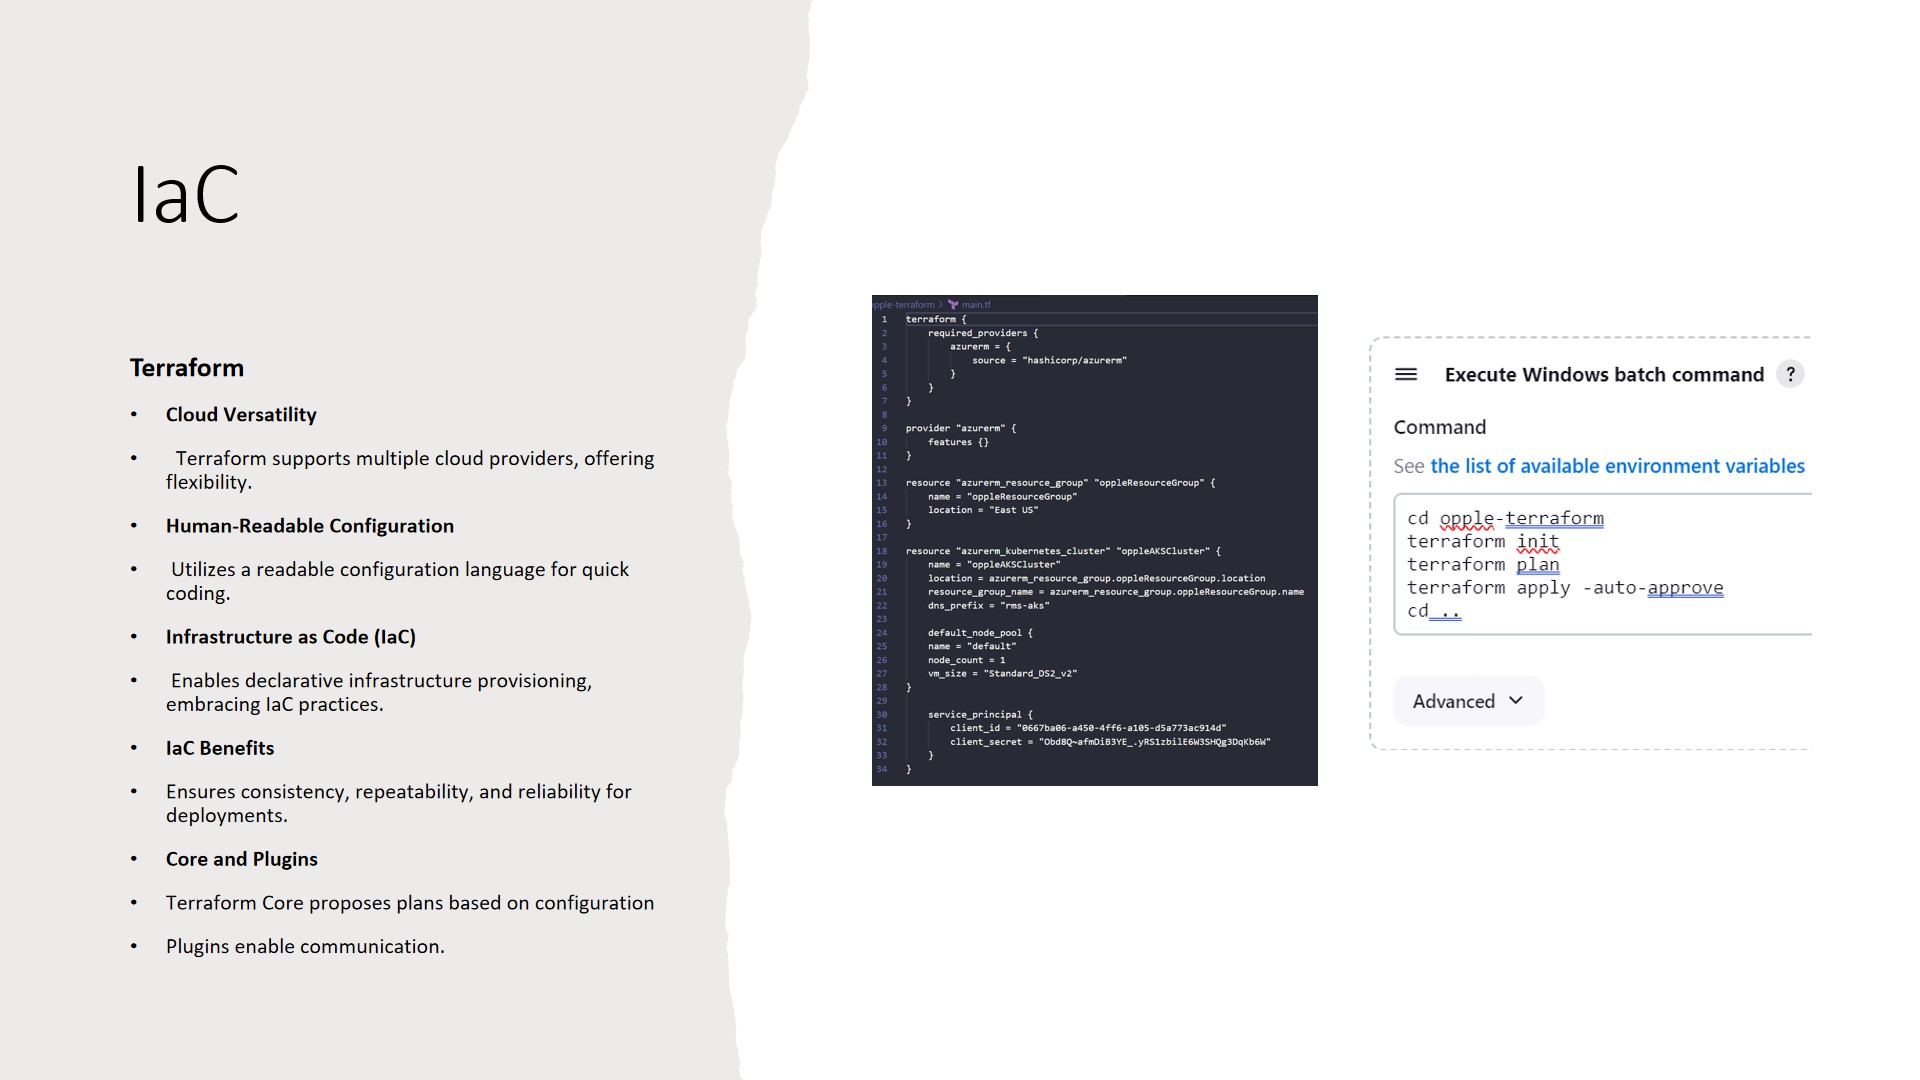 IaC
Terraform
• Cloud Versatility
• Terraform supports multiple cloud providers, offering
flexibility.
• Human-Readable Configuration
• Utilizes a readable configuration language for quick
coding.
• Infrastructure as Code (IaC)
• Enables declarative infrastructure provisioning,
embracing IaC practices.
• IaC Benefits
• Ensures consistency, repeatability, and reliability for
deployments.
• Core and Plugins
• Terraform Core proposes plans based on configuration
• Plugins enable communication.
opple-terraform > main.tf
1 terraform {
2 required_providers {
3 azurerm = {
4 source = "hashicorp/azurerm"
5 }
6 }
7 }
8
9 provider "azurerm" {
10 features {}
11 }
12
13 resource "azurerm_resource_group" "oppleResourceGroup" {
14 name = "oppleResourceGroup"
15 location = "East US"
16 }
17
18 resource "azurerm_kubernetes_cluster" "oppleAKSCluster" {
19 name = "oppleAKSCluster"
20 location = azurerm_resource_group.oppleResourceGroup.location
21 resource_group_name = azurerm_resource_group.oppleResourceGroup.name
22 dns_prefix = "rms-aks"
23
24 default_node_pool {
25 name = "default"
26 node_count = 1
27 vm_size = "Standard_DS2_v2"
28 }
29
30 service_principal {
31 client_id = "0667ba06-a450-4ff6-a105-d5a773ac914d"
32 client_secret =
33 }
34 }
Execute Windows batch command ?
Command
See the list of available environment variables
cd opple-terraform
terraform init
terraform plan
terraform apply -auto-approve
cd ..
Advanced